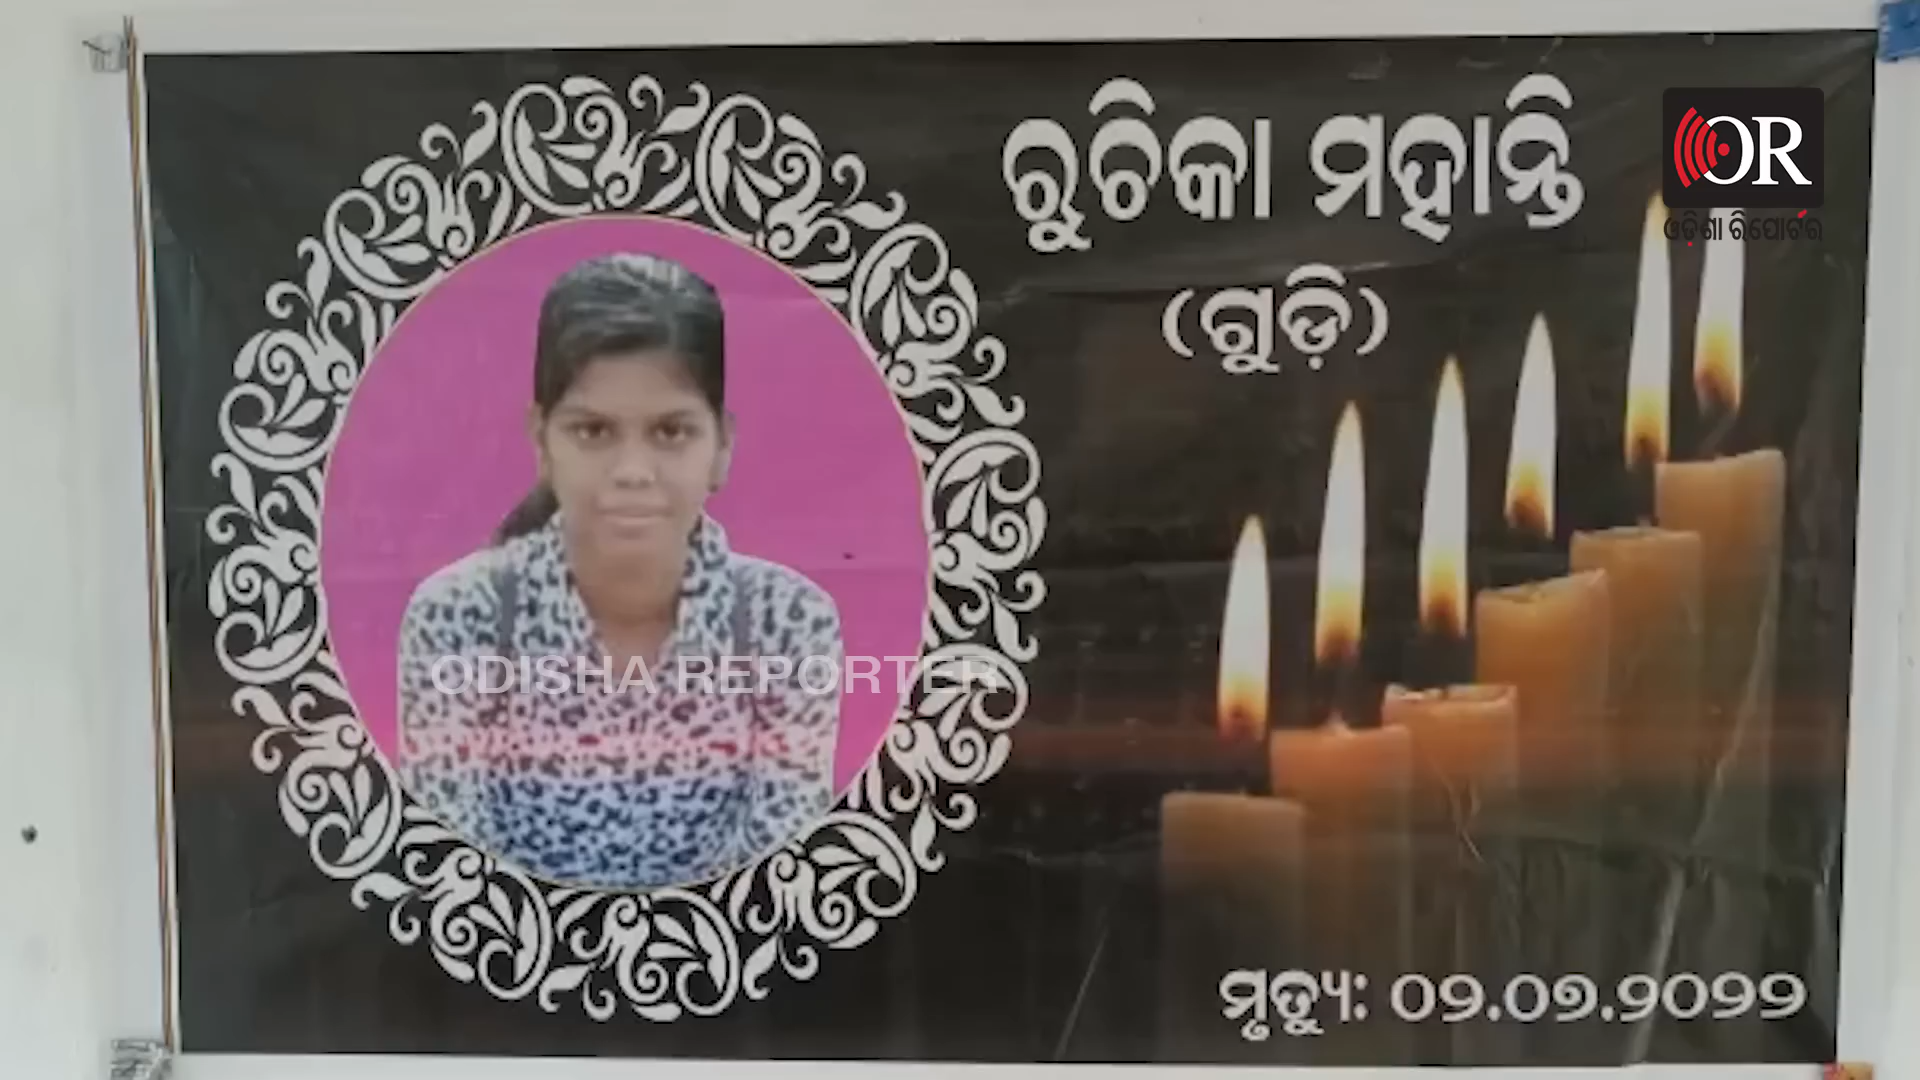 ରୁଚିକା ମହାନ୍ତି
(ଗୁଡ଼ି)
OR
ଓଡ଼ିଶା ରିପୋର୍ଟର
ODISHA REPORTER
ମୃତ୍ୟୁ: ୦୨.୦୭.୨୦୨୨